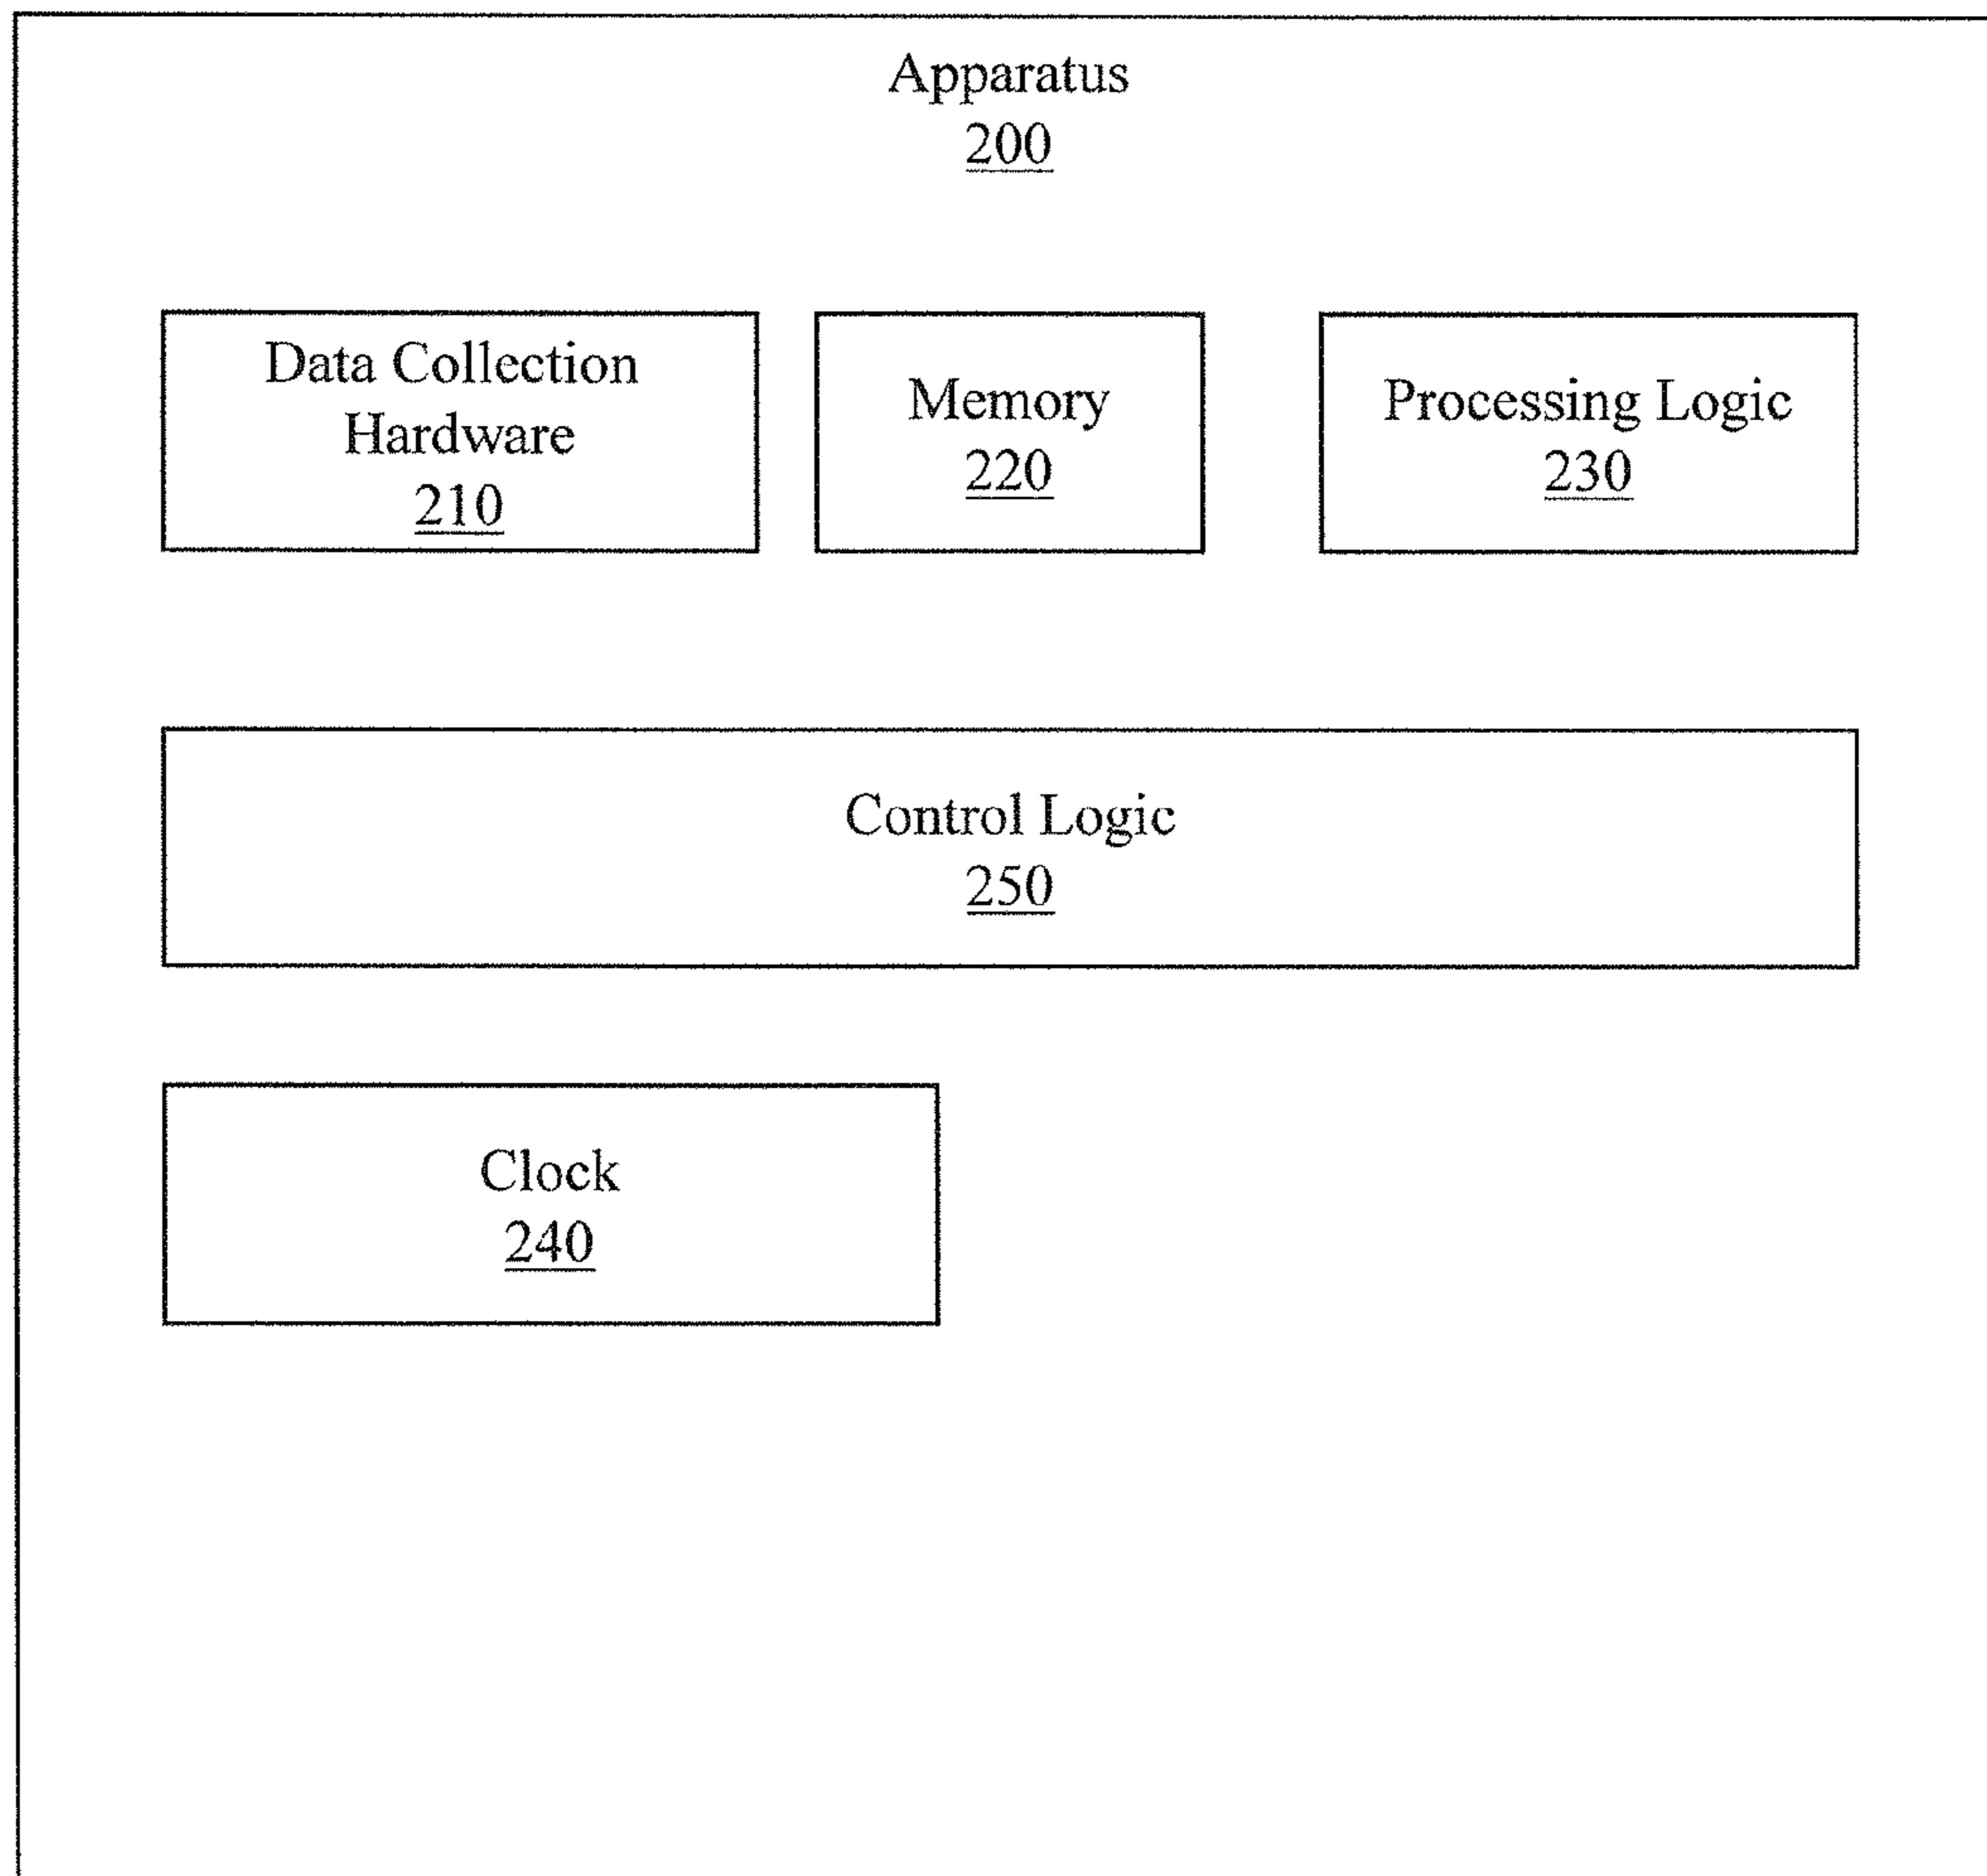 Apparatus
200
Data Collection
Hardware
210
Memory
220
Processing Logic
230
Control Logic
250
Clock
240